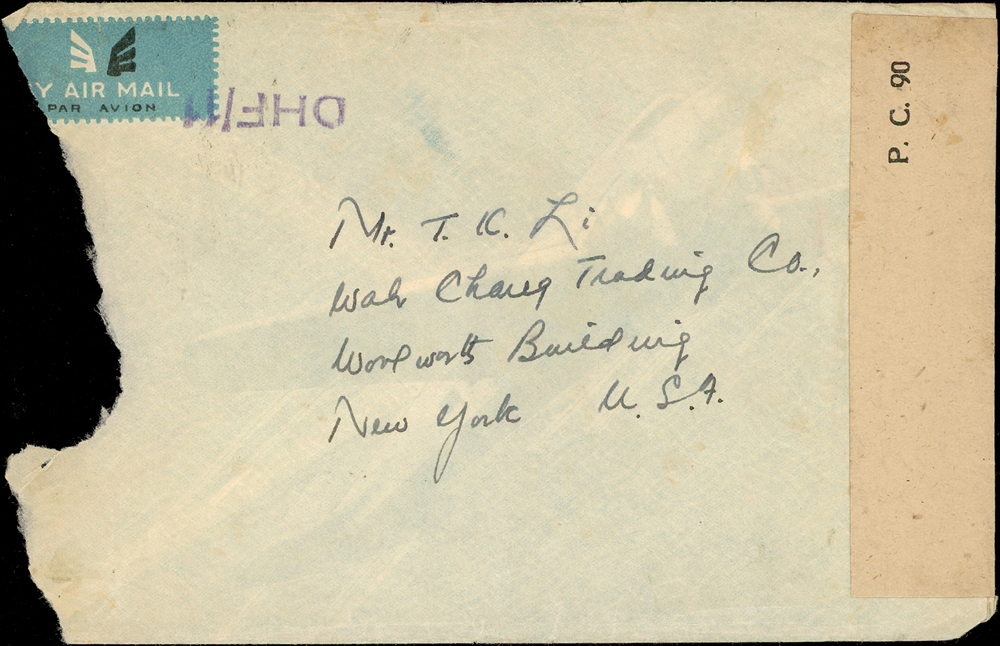 Y AIR MAIL
PAR AVION
DHF/11
P. C. 90
Mr. T. K. Li
Wah Chang Trading Co.,
Woolworth Building
New York U.S.A.